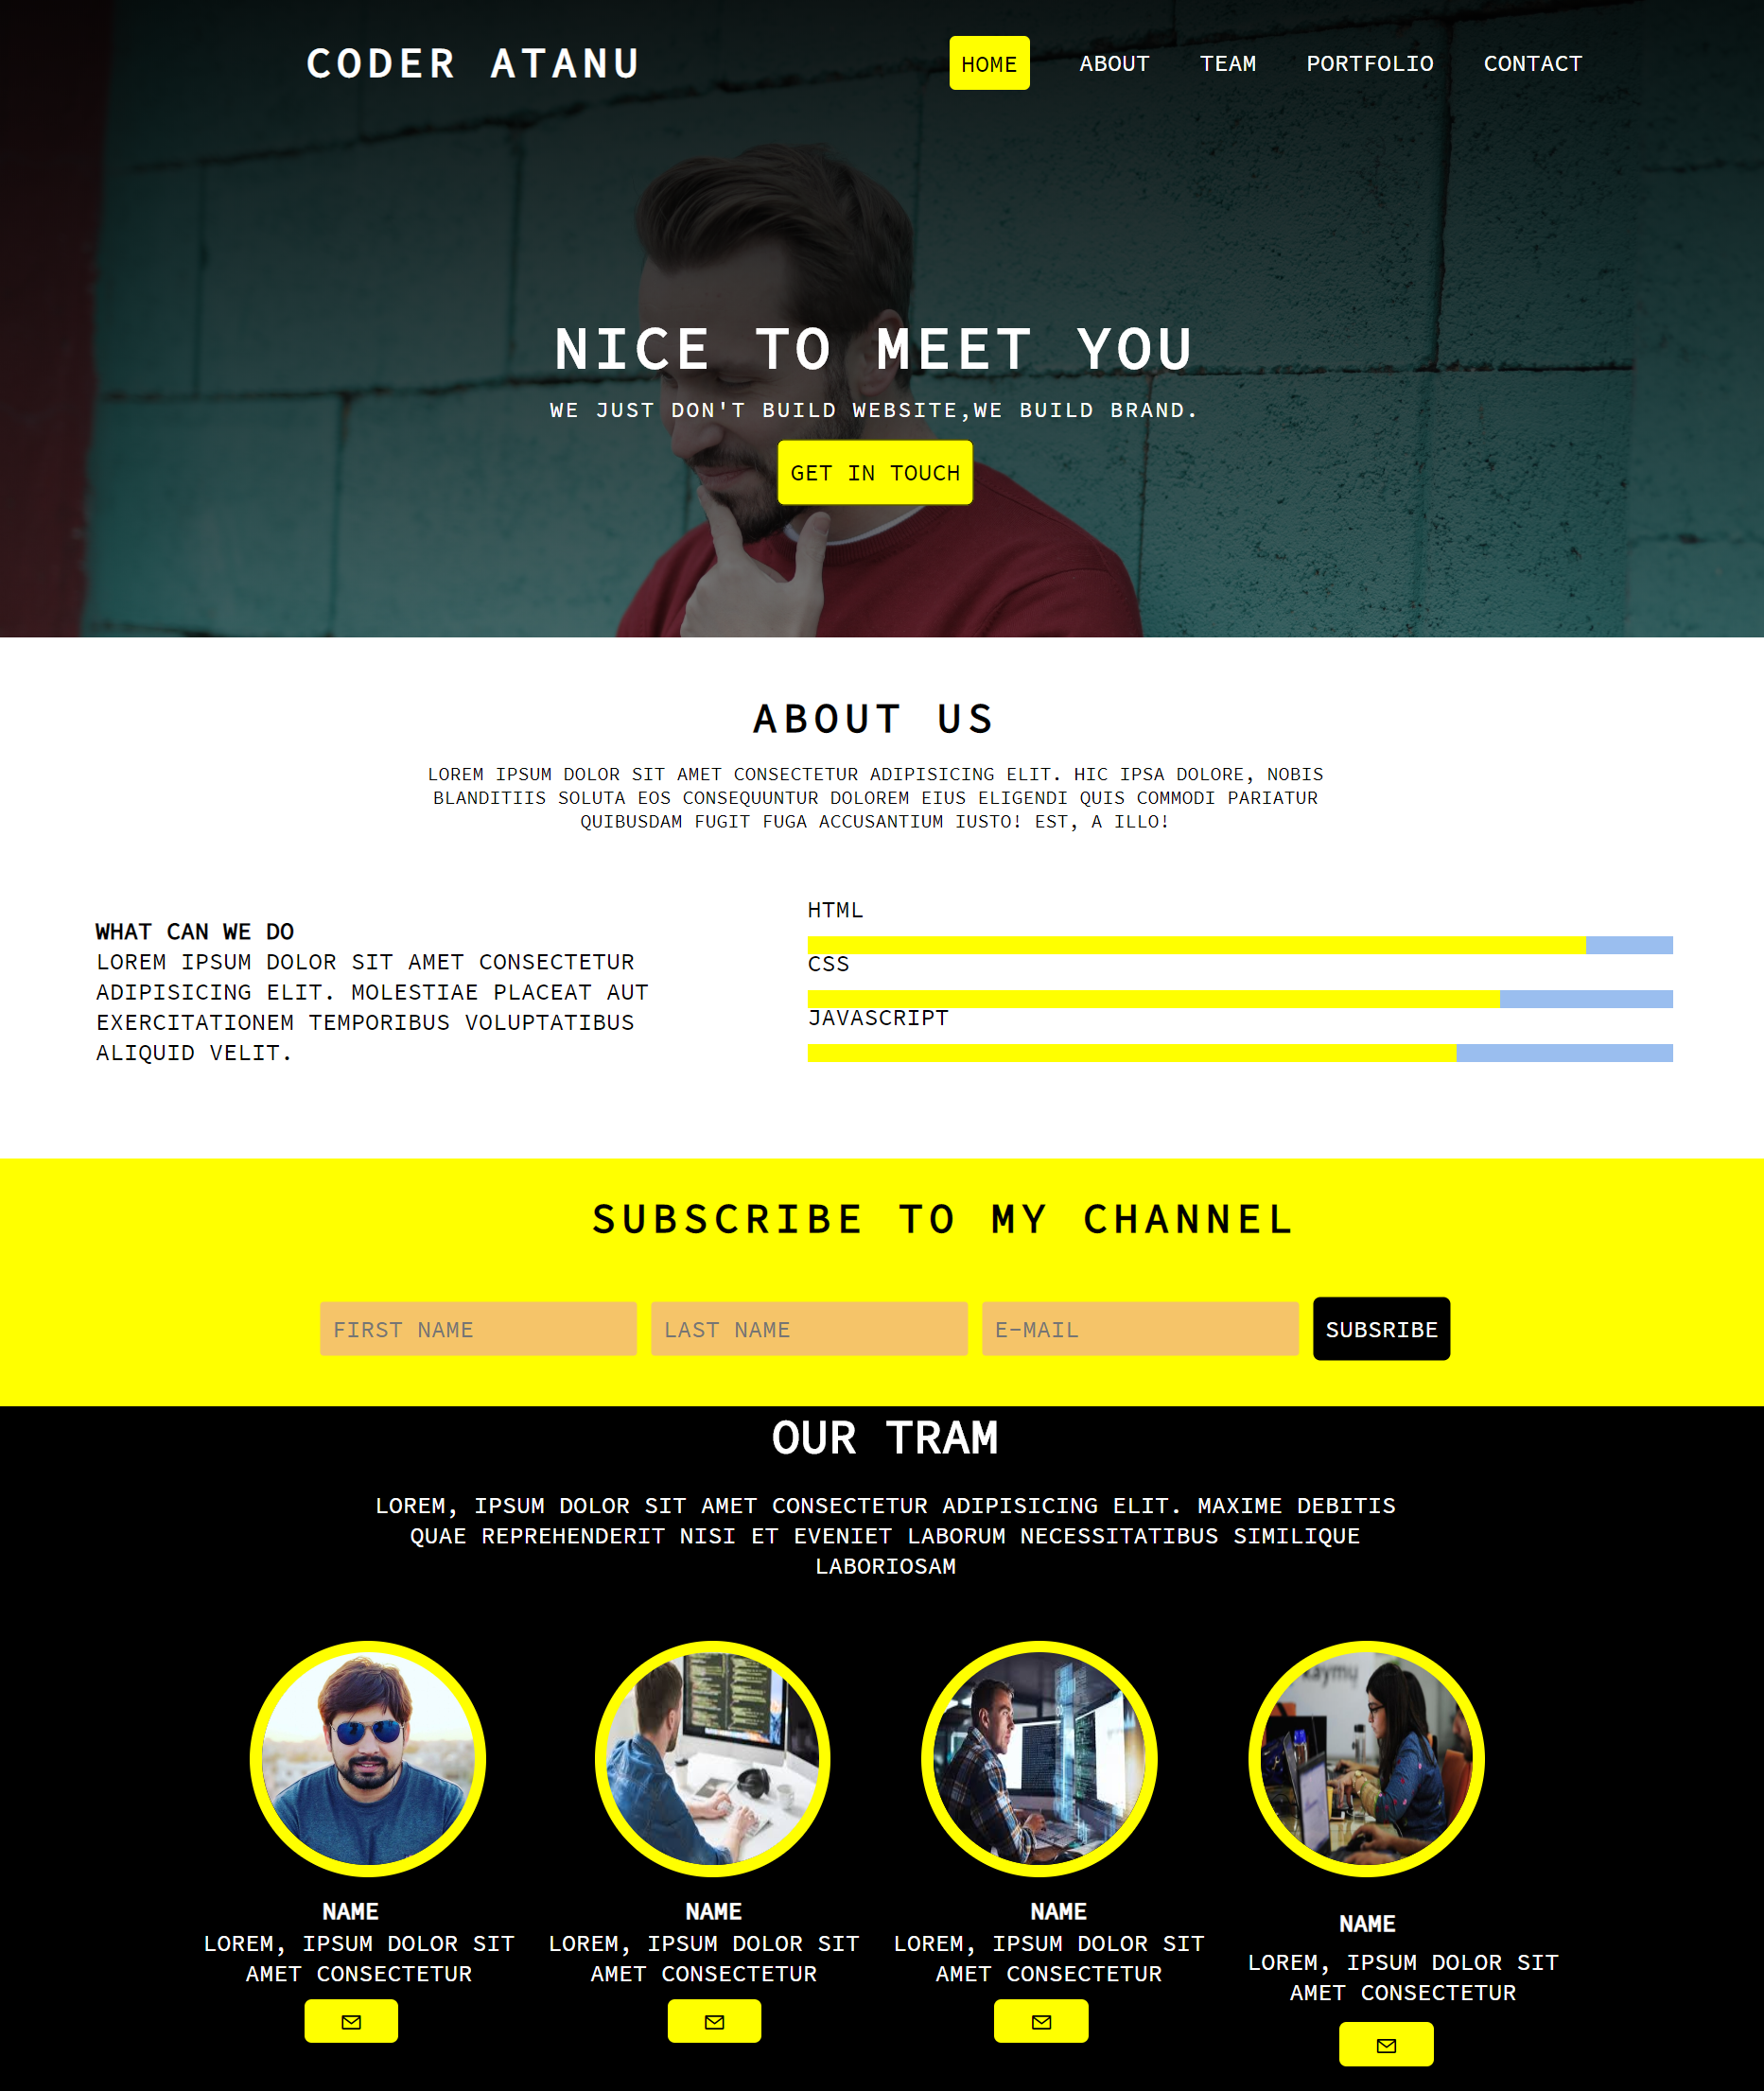 CODER ATANU
HOME ABOUT TEAM PORTFOLIO CONTACT
NICE TO MEET YOU
WE JUST DON'T BUILD WEBSITE,WE BUILD BRAND.
GET IN TOUCH
ABOUT US
LOREM IPSUM DOLOR SIT AMET CONSECTETUR ADIPISICING ELIT. HIC IPSA DOLORE, NOBIS
BLANDITIIS SOLUTA EOS CONSEQUUNTUR DOLOREM EIUS ELIGENDI QUIS COMMODI PARIATUR
QUIBUSDAM FUGIT FUGA ACCUSANTIUM IUSTO! EST, A ILLO!
WHAT CAN WE DO
LOREM IPSUM DOLOR SIT AMET CONSECTETUR
ADIPISICING ELIT. MOLESTIAE PLACEAT AUT
EXERCITATIONEM TEMPORIBUS VOLUPTATIBUS
ALIQUID VELIT.
HTML
CSS
JAVASCRIPT
SUBSCRIBE TO MY CHANNEL
FIRST NAME
LAST NAME
E-MAIL
SUBSRIBE
OUR TRAM
LOREM, IPSUM DOLOR SIT AMET CONSECTETUR ADIPISICING ELIT. MAXIME DEBITIS
QUAE REPREHENDERIT NISI ET EVENIET LABORUM NECESSITATIBUS SIMILIQUE
LABORIOSAM
NAME
LOREM, IPSUM DOLOR SIT
AMET CONSECTETUR
NAME
LOREM, IPSUM DOLOR SIT
AMET CONSECTETUR
NAME
LOREM, IPSUM DOLOR SIT
AMET CONSECTETUR
NAME
LOREM, IPSUM DOLOR SIT
AMET CONSECTETUR